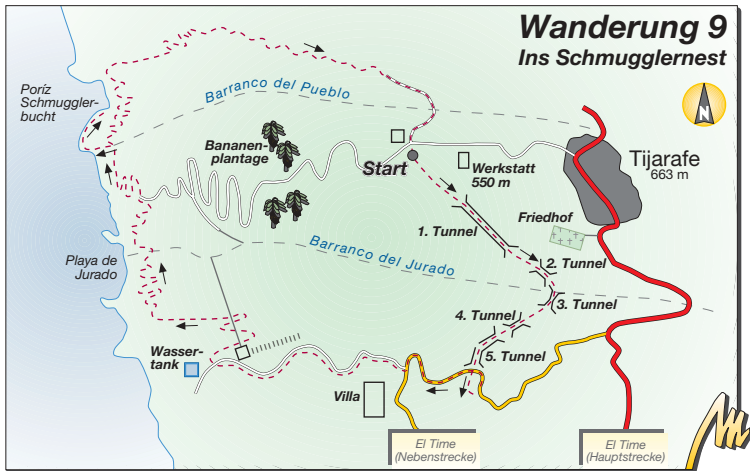 Wanderung 9
Ins Schmugglernest
N
Poríz
Schmuggler-
bucht
Barranco del Pueblo
Bananen-
plantage
Start
Werkstatt
550 m
Tijarafe
663 m
Friedhof
1. Tunnel
2. Tunnel
3. Tunnel
4. Tunnel
5. Tunnel
Barranco del Jurado
Playa de
Jurado
Wasser-
tank
Villa
El Time
(Nebenstrecke)
El Time
(Hauptstrecke)